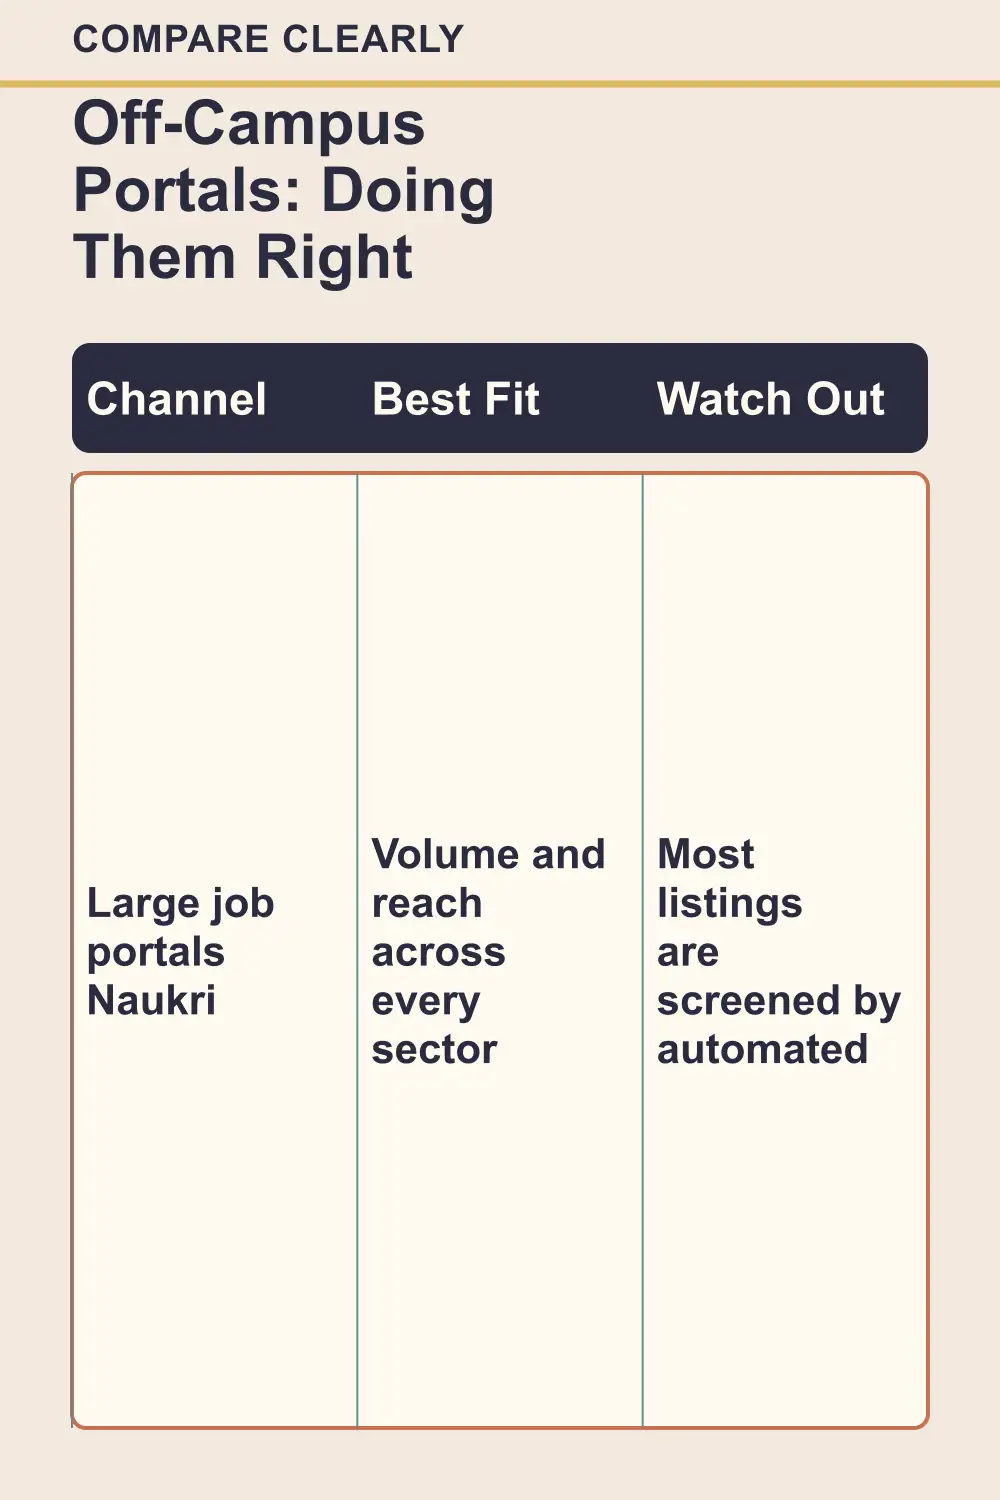 COMPARE CLEARLY
Off-Campus
Portals: Doing
Them Right
Channel
Best Fit
Watch Out
Large job
portals
Naukri
Volume and
reach
across
every
sector
Most
listings
are
screened by
automated